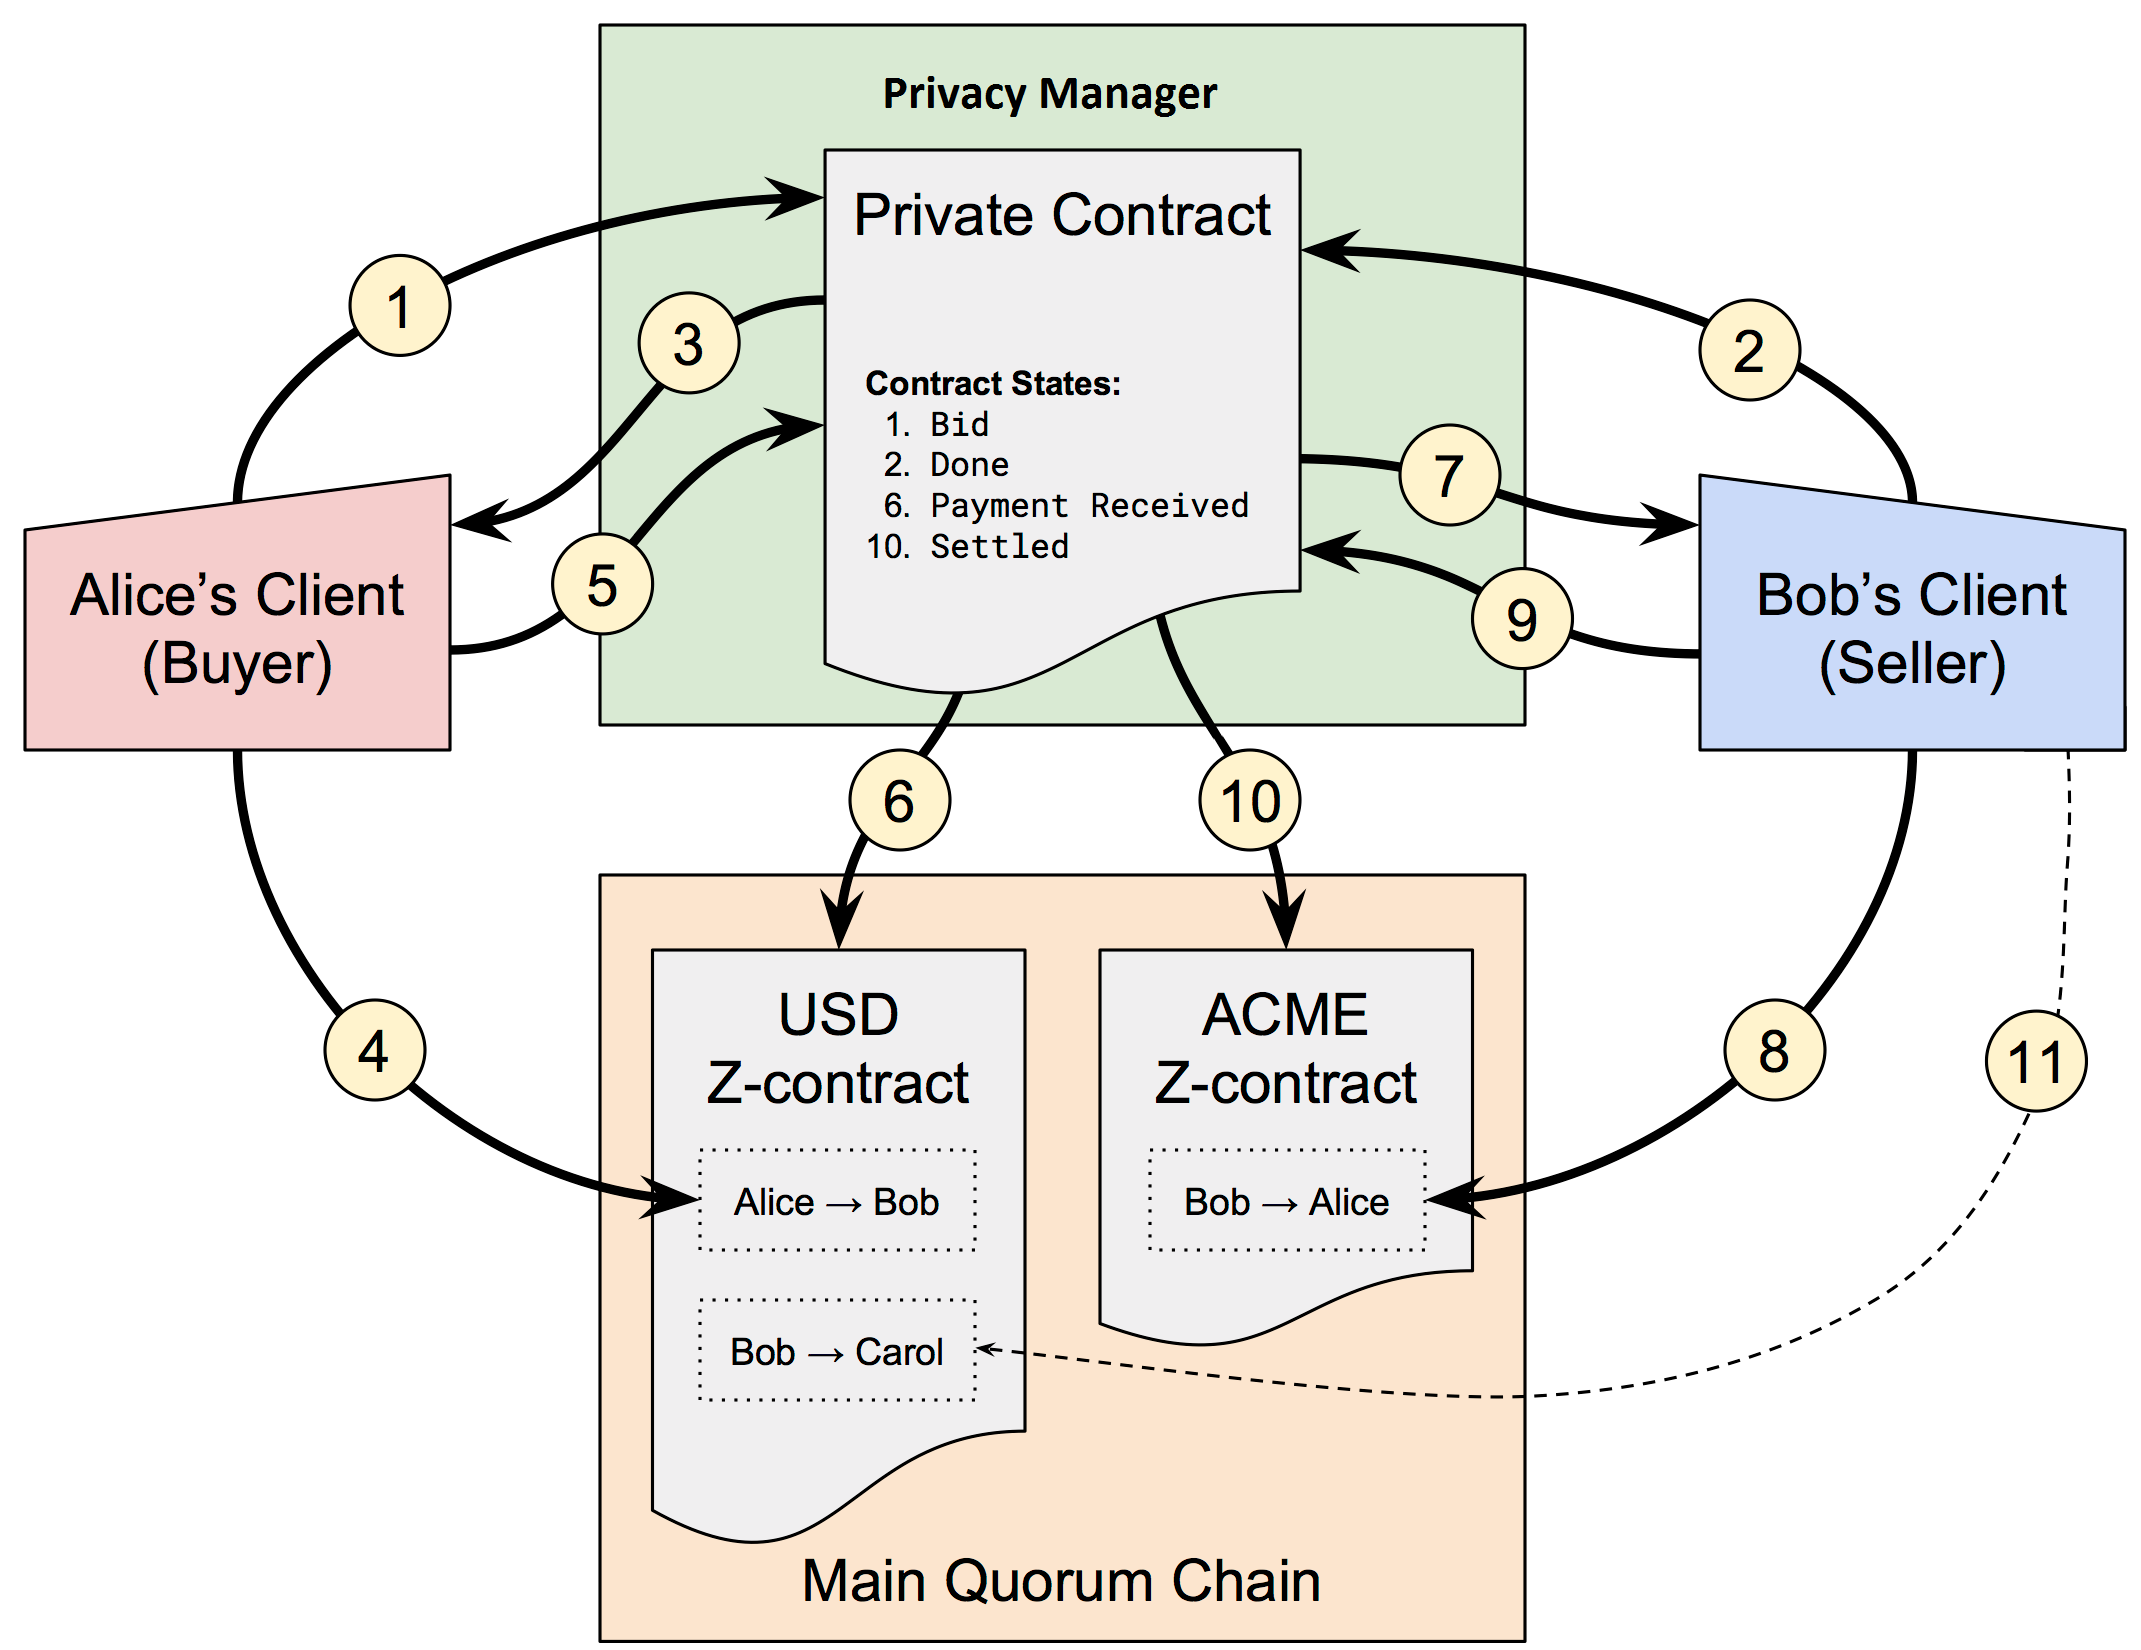 Privacy Manager
Private Contract
1
3
2
Contract States:
1. Bid
2. Done
6. Payment Received
10. Settled
7
5
9
Alice’s Client
(Buyer)
Bob’s Client
(Seller)
6
10
4
8
11
USD
Z-contract
Alice → Bob
Bob → Carol
ACME
Z-contract
Bob → Alice
Main Quorum Chain